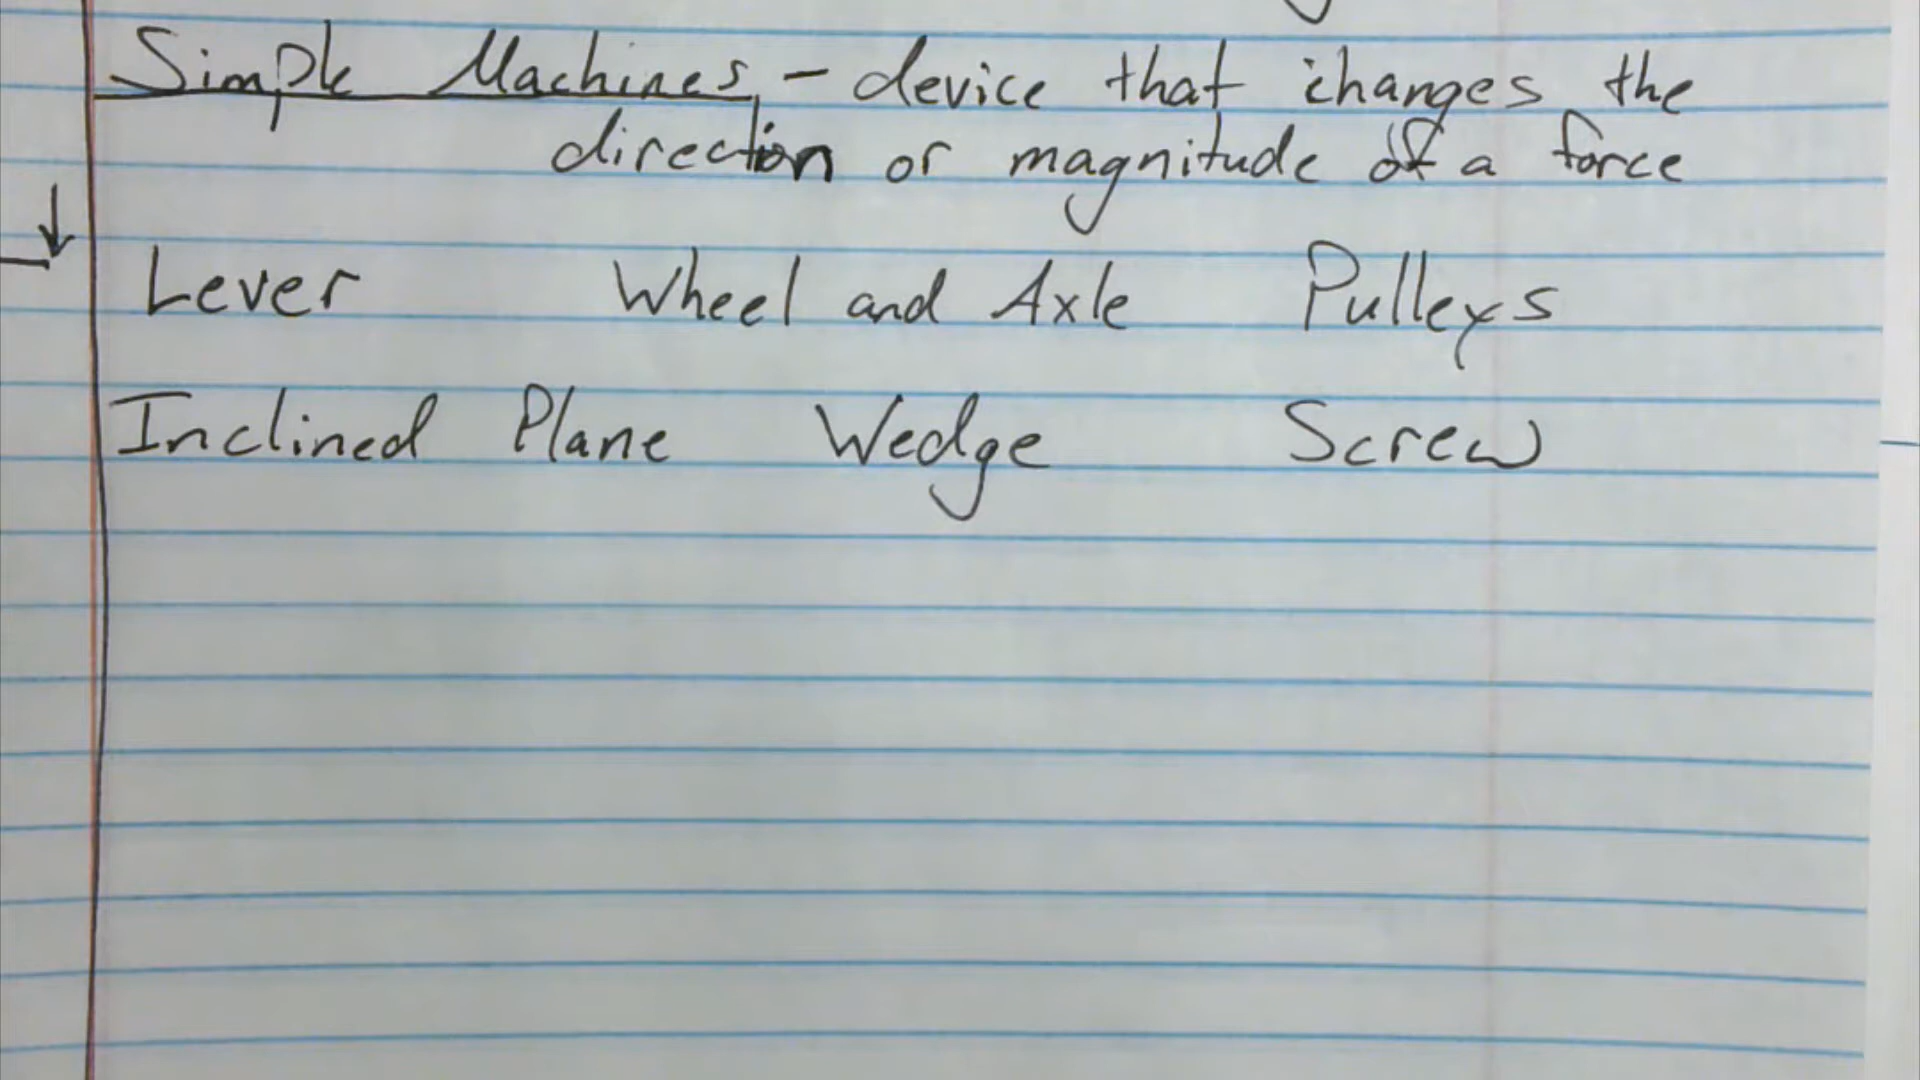 Simple Machines - device that changes the
direction or magnitude of a force
Lever Wheel and Axle Pulleys
Inclined Plane Wedge Screw